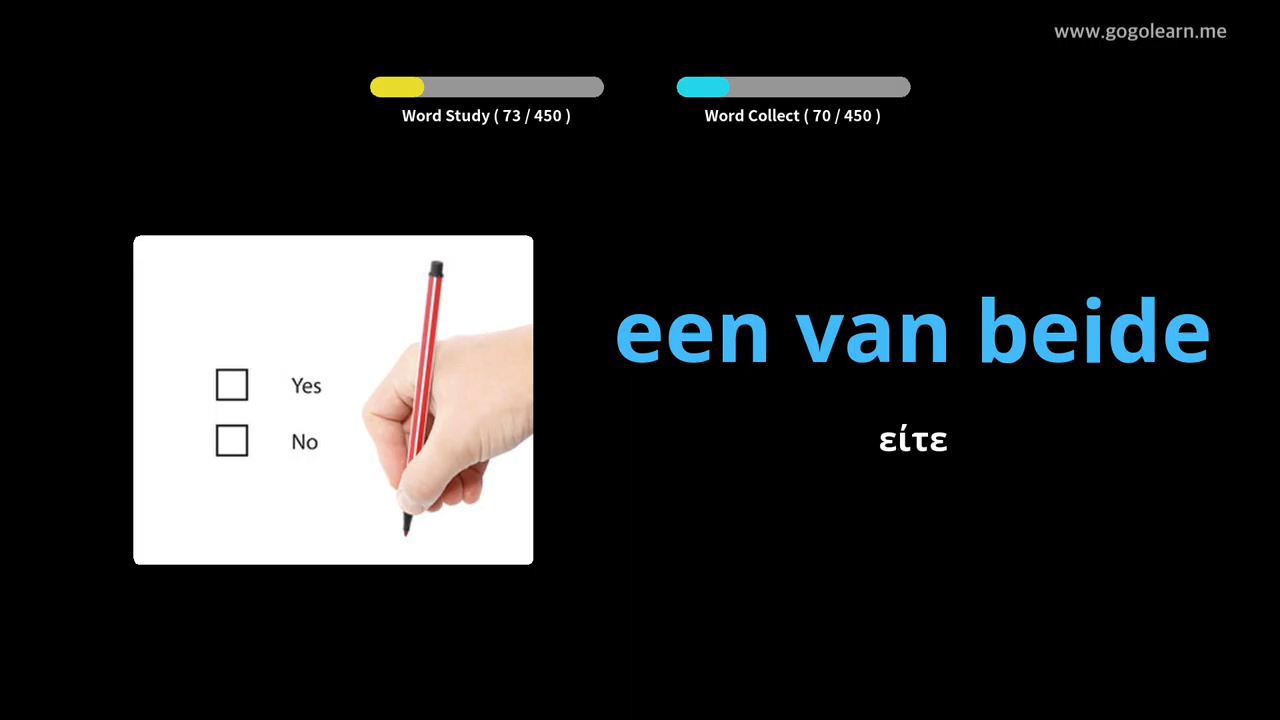 www.gogolearn.me
Word Study ( 73 / 450 )
Word Collect ( 70 / 450 )
Yes
No
een van beide
είτε